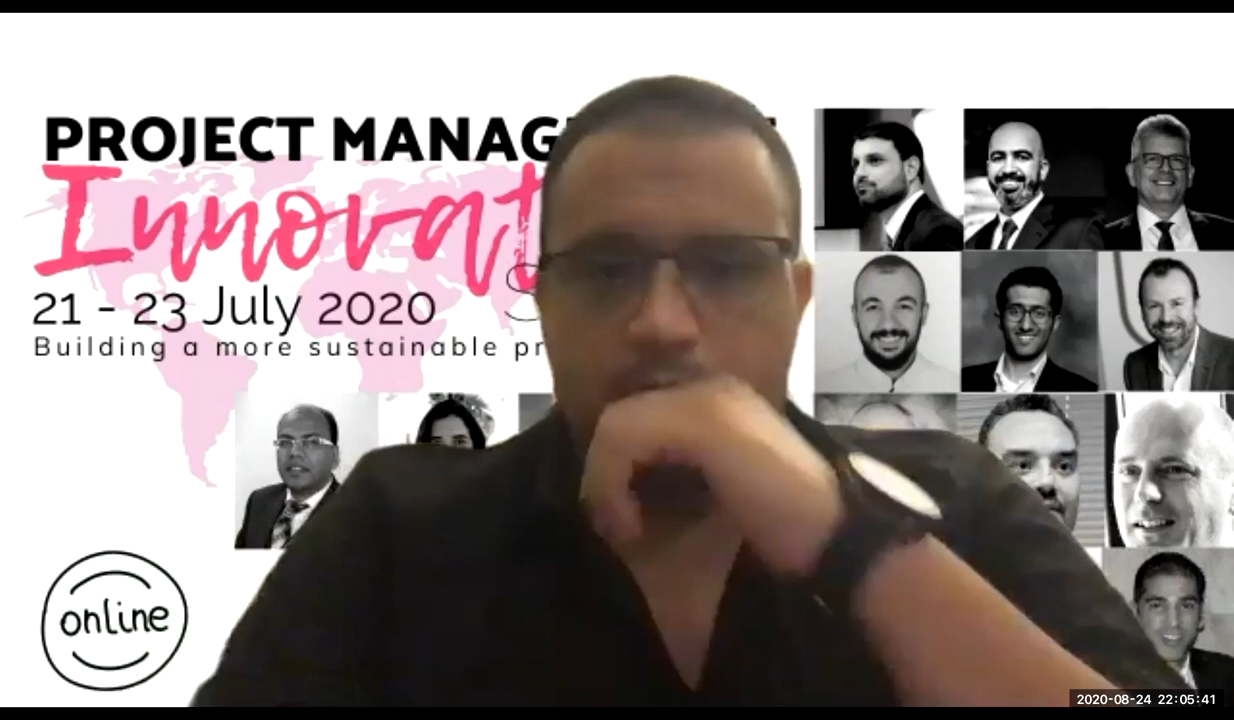 PROJECT MANAG
Innovat
21 - 23 July 2020
Building a more sustainable pr
online
2020-08-24 22:05:41